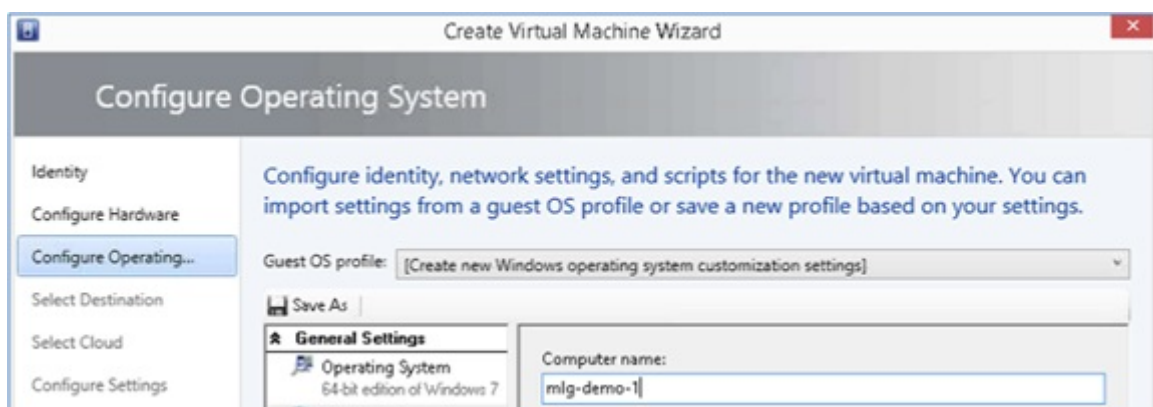 Create Virtual Machine Wizard
Configure Operating System
Identity
Configure Hardware
Configure Operating...
Select Destination
Select Cloud
Configure Settings
Configure identity, network settings, and scripts for the new virtual machine. You can
import settings from a guest OS profile or save a new profile based on your settings.
Guest OS profile: [Create new Windows operating system customization settings]
Save As
General Settings
Operating System
64-bit edition of Windows 7
Computer name:
mlg-demo-1